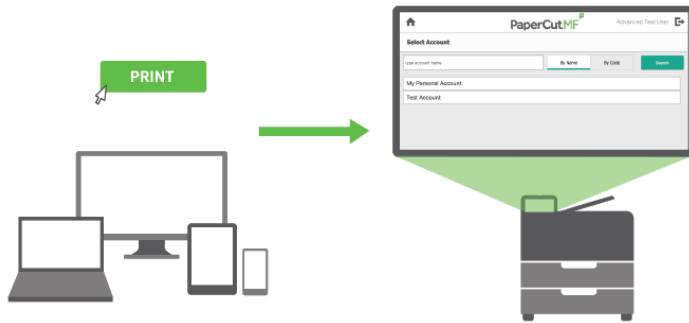 PRINT
PaperCutMF
Advanced Test User
Select Account
type account name
By Name
By Code
Search
My Personal Account
Test Account